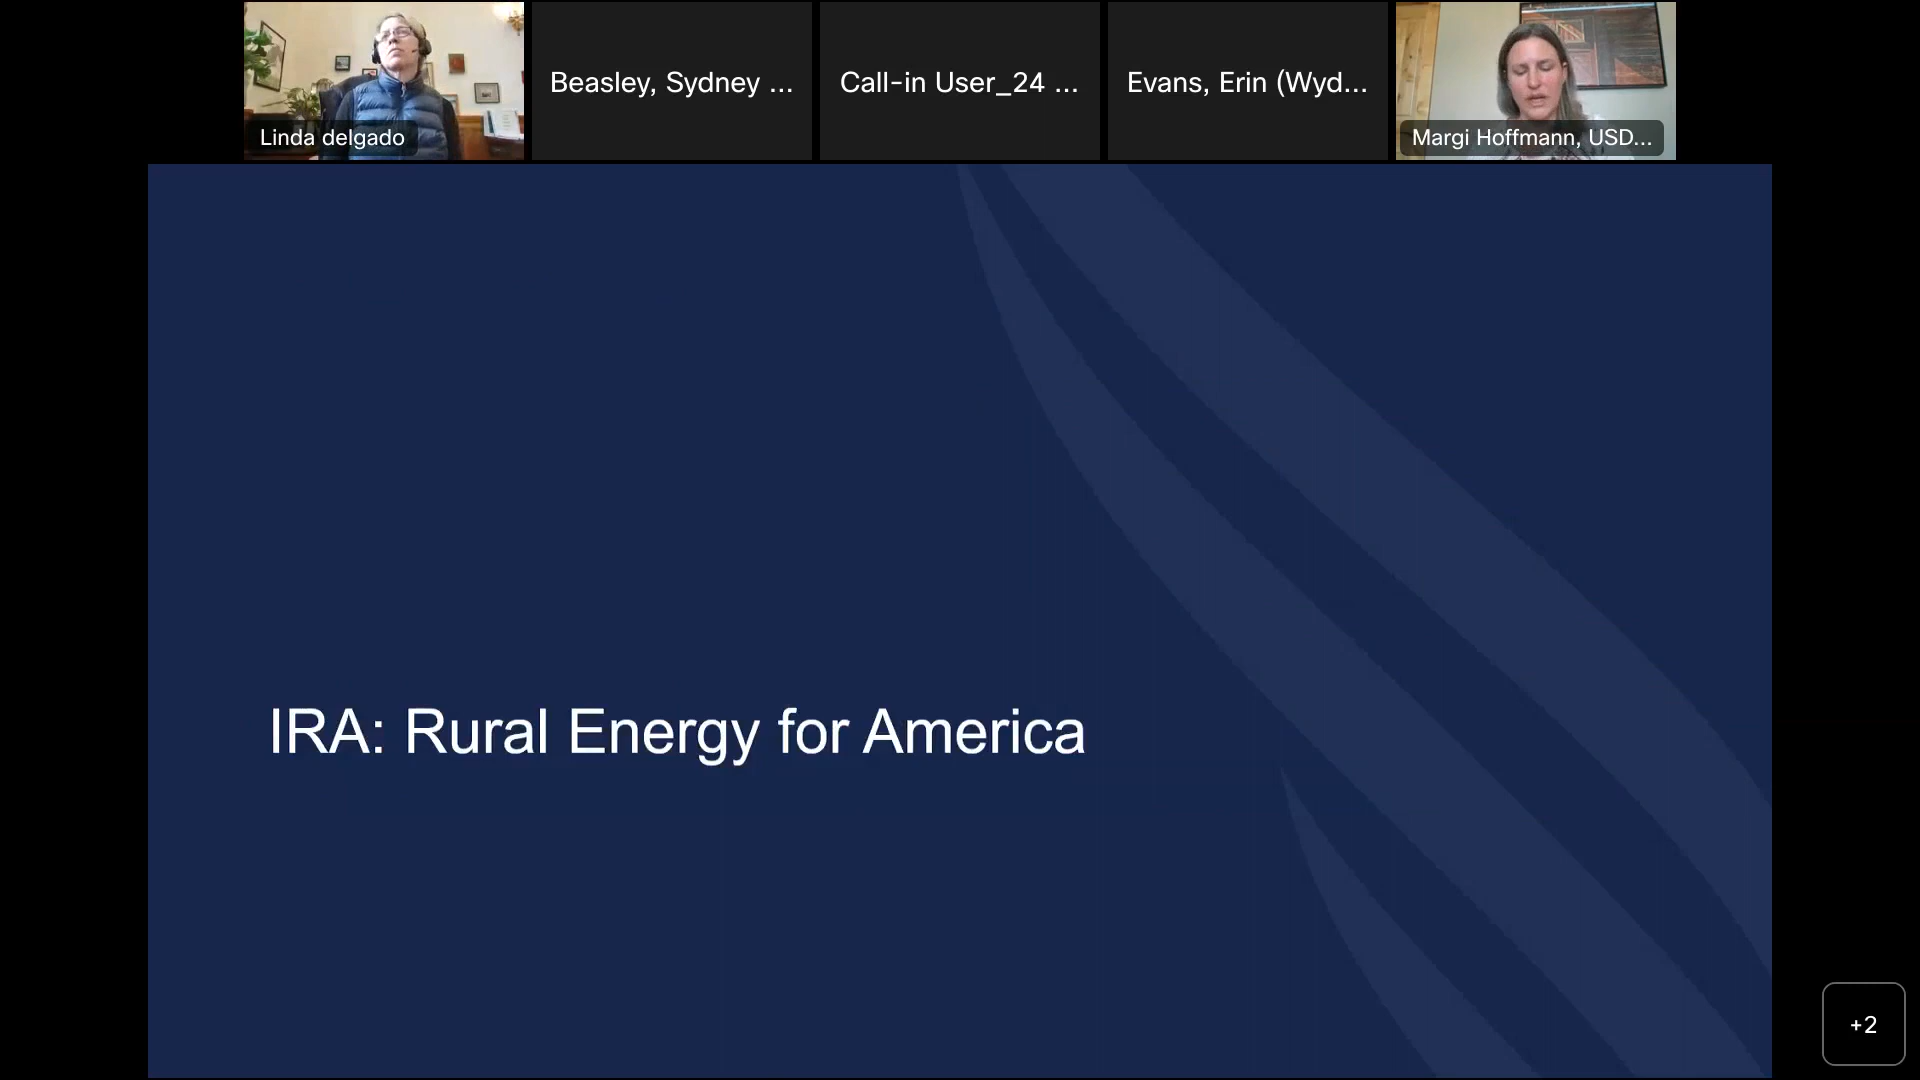 Linda delgado
Beasley, Sydney ...
Call-in User_24 ...
Evans, Erin (Wyd...
Margi Hoffmann, USD...
IRA: Rural Energy for America
+2